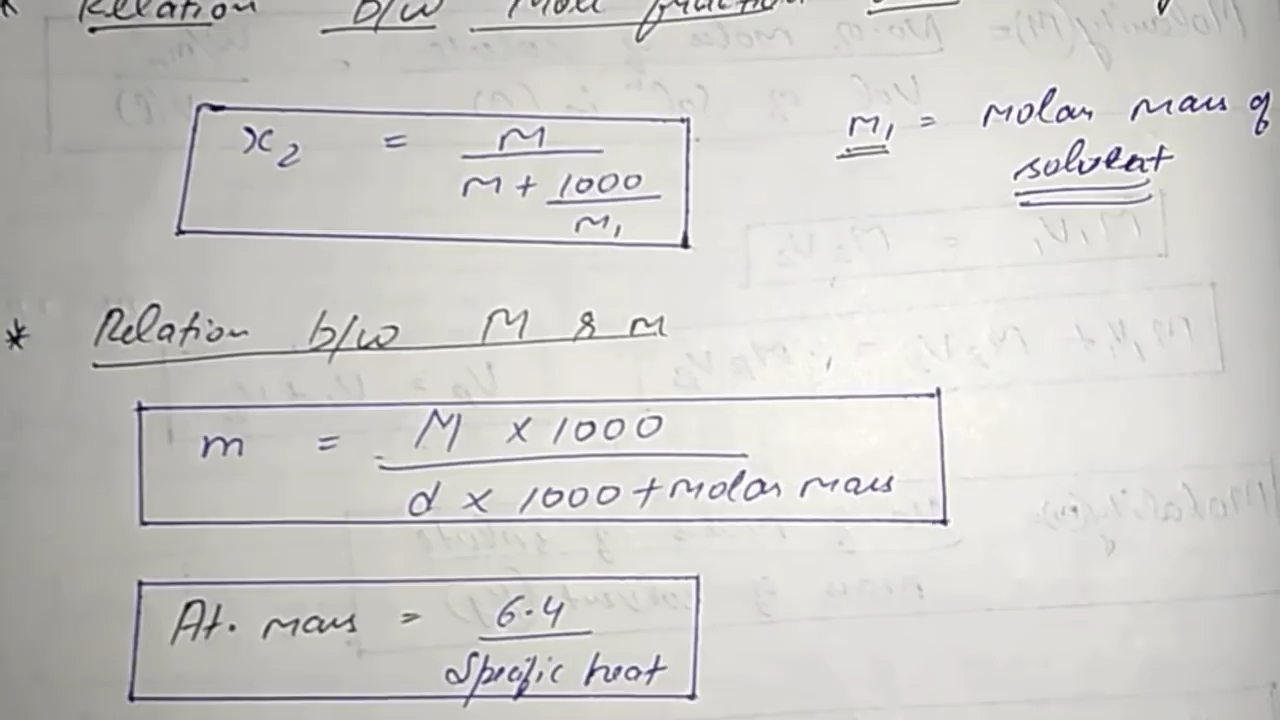 * Relation b/w Mole fraction
x₂ = m / (m + 1000 / M₁)
M₁ = Molar mass of
solvent
* Relation b/w M & m
m = M × 1000 / (d × 1000 + Molar mass)
At. mass = 6.4 / Specific heat